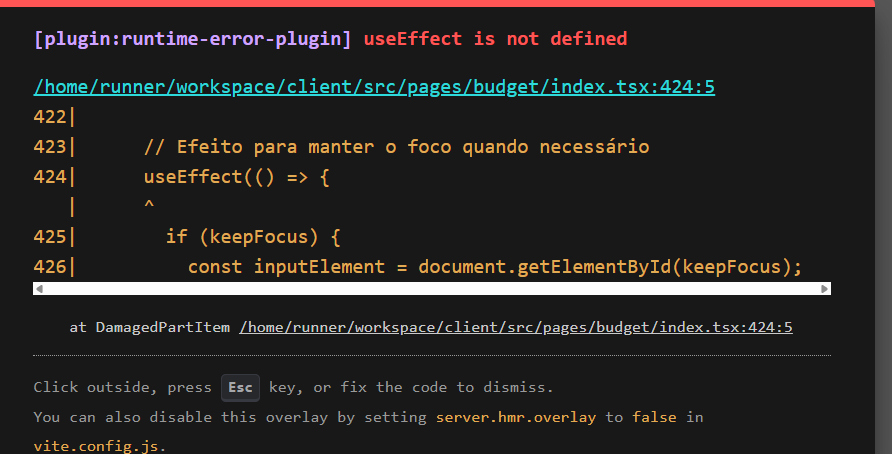 [plugin:runtime-error-plugin] useEffect is not defined
/home/runner/workspace/client/src/pages/budget/index.tsx:424:5
422|
423|      // Efeito para manter o foco quando necessário
424|      useEffect(() => {
   |      ^
425|        if (keepFocus) {
426|          const inputElement = document.getElementById(keepFocus);
at DamagedPartItem /home/runner/workspace/client/src/pages/budget/index.tsx:424:5
Click outside, press Esc key, or fix the code to dismiss.
You can also disable this overlay by setting server.hmr.overlay to false in
vite.config.js.